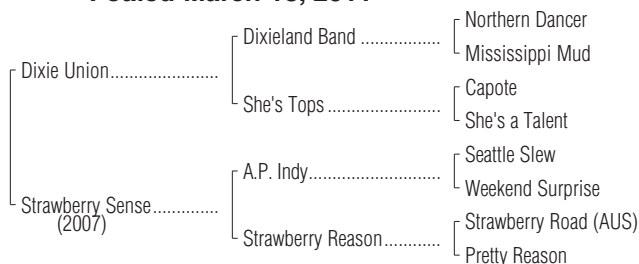 Northern Dancer
Dixieland Band
Mississippi Mud
Dixie Union
Capote
She's Tops
She's a Talent
Seattle Slew
A.P. Indy
Weekend Surprise
Strawberry Sense
(2007)
Strawberry Road (AUS)
Strawberry Reason
Pretty Reason